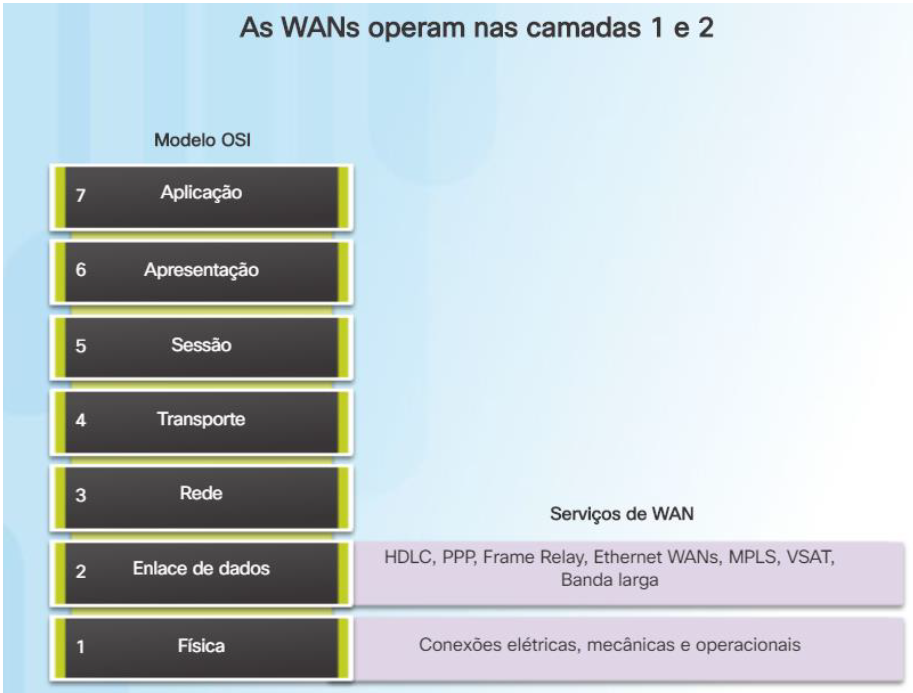 As WANs operam nas camadas 1 e 2
Modelo OSI
7 Aplicação
6 Apresentação
5 Sessão
4 Transporte
3 Rede
Serviços de WAN
2 Enlace de dados
HDLC, PPP, Frame Relay, Ethernet WANs, MPLS, VSAT,
Banda larga
1 Física
Conexões elétricas, mecânicas e operacionais